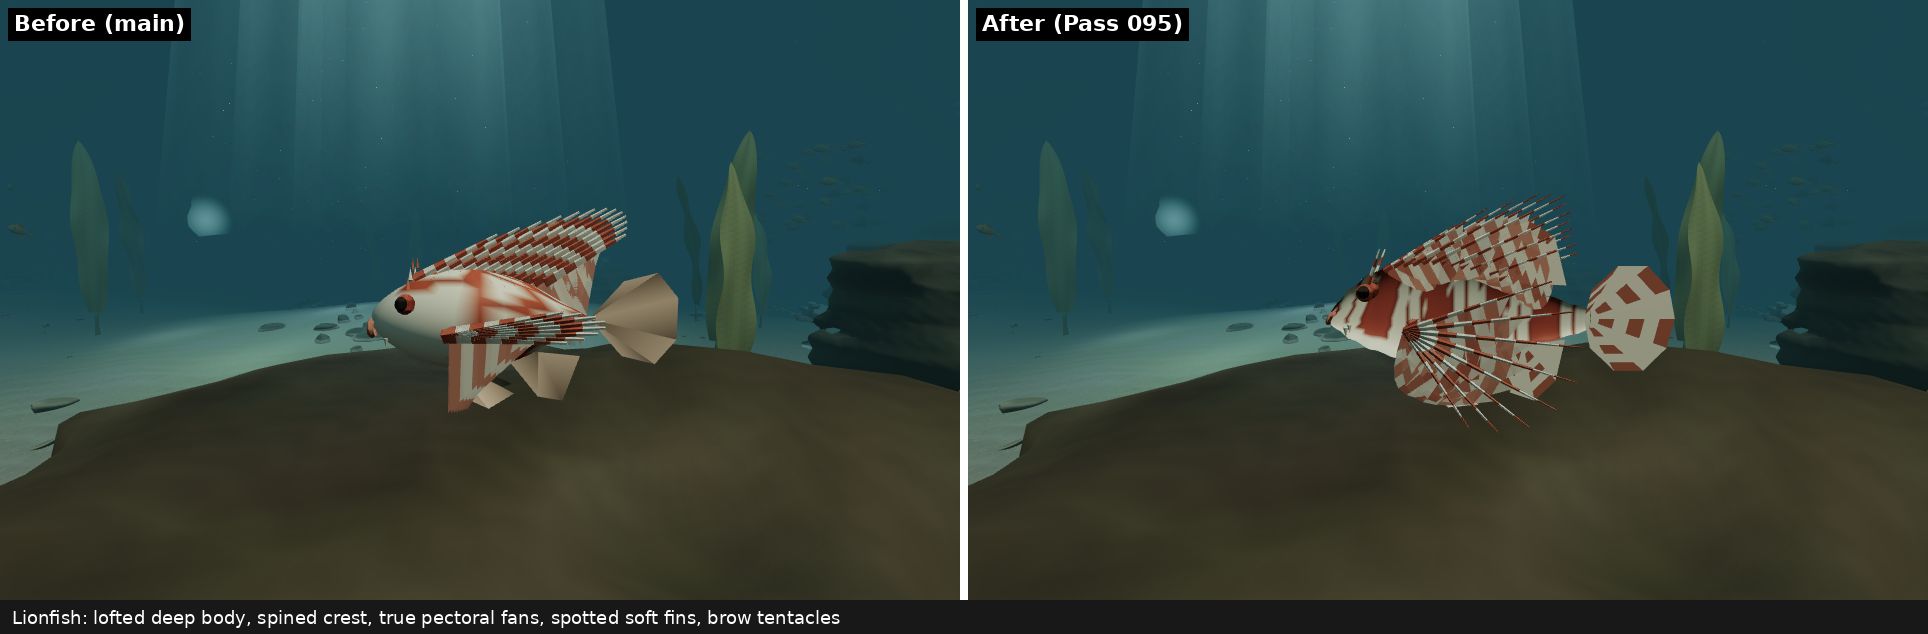 Before (main)
After (Pass 095)
Lionfish: lofted deep body, spined crest, true pectoral fans, spotted soft fins, brow tentacles